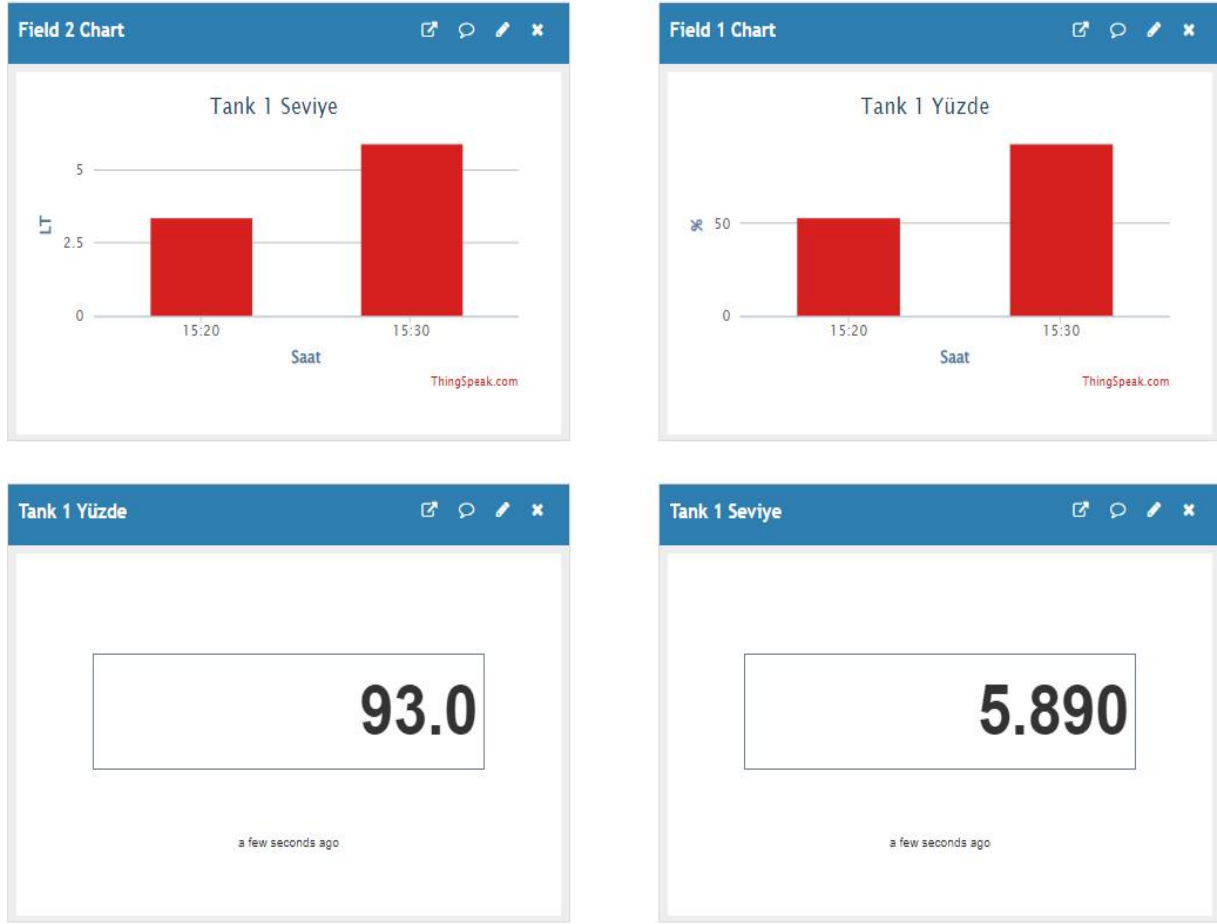 Field 2 Chart
Tank 1 Seviye
5
2.5
0
LT
15:20 15:30
Saat
ThingSpeak.com
Field 1 Chart
Tank 1 Yüzde
50
0
%
15:20 15:30
Saat
ThingSpeak.com
Tank 1 Yüzde
93.0
a few seconds ago
Tank 1 Seviye
5.890
a few seconds ago